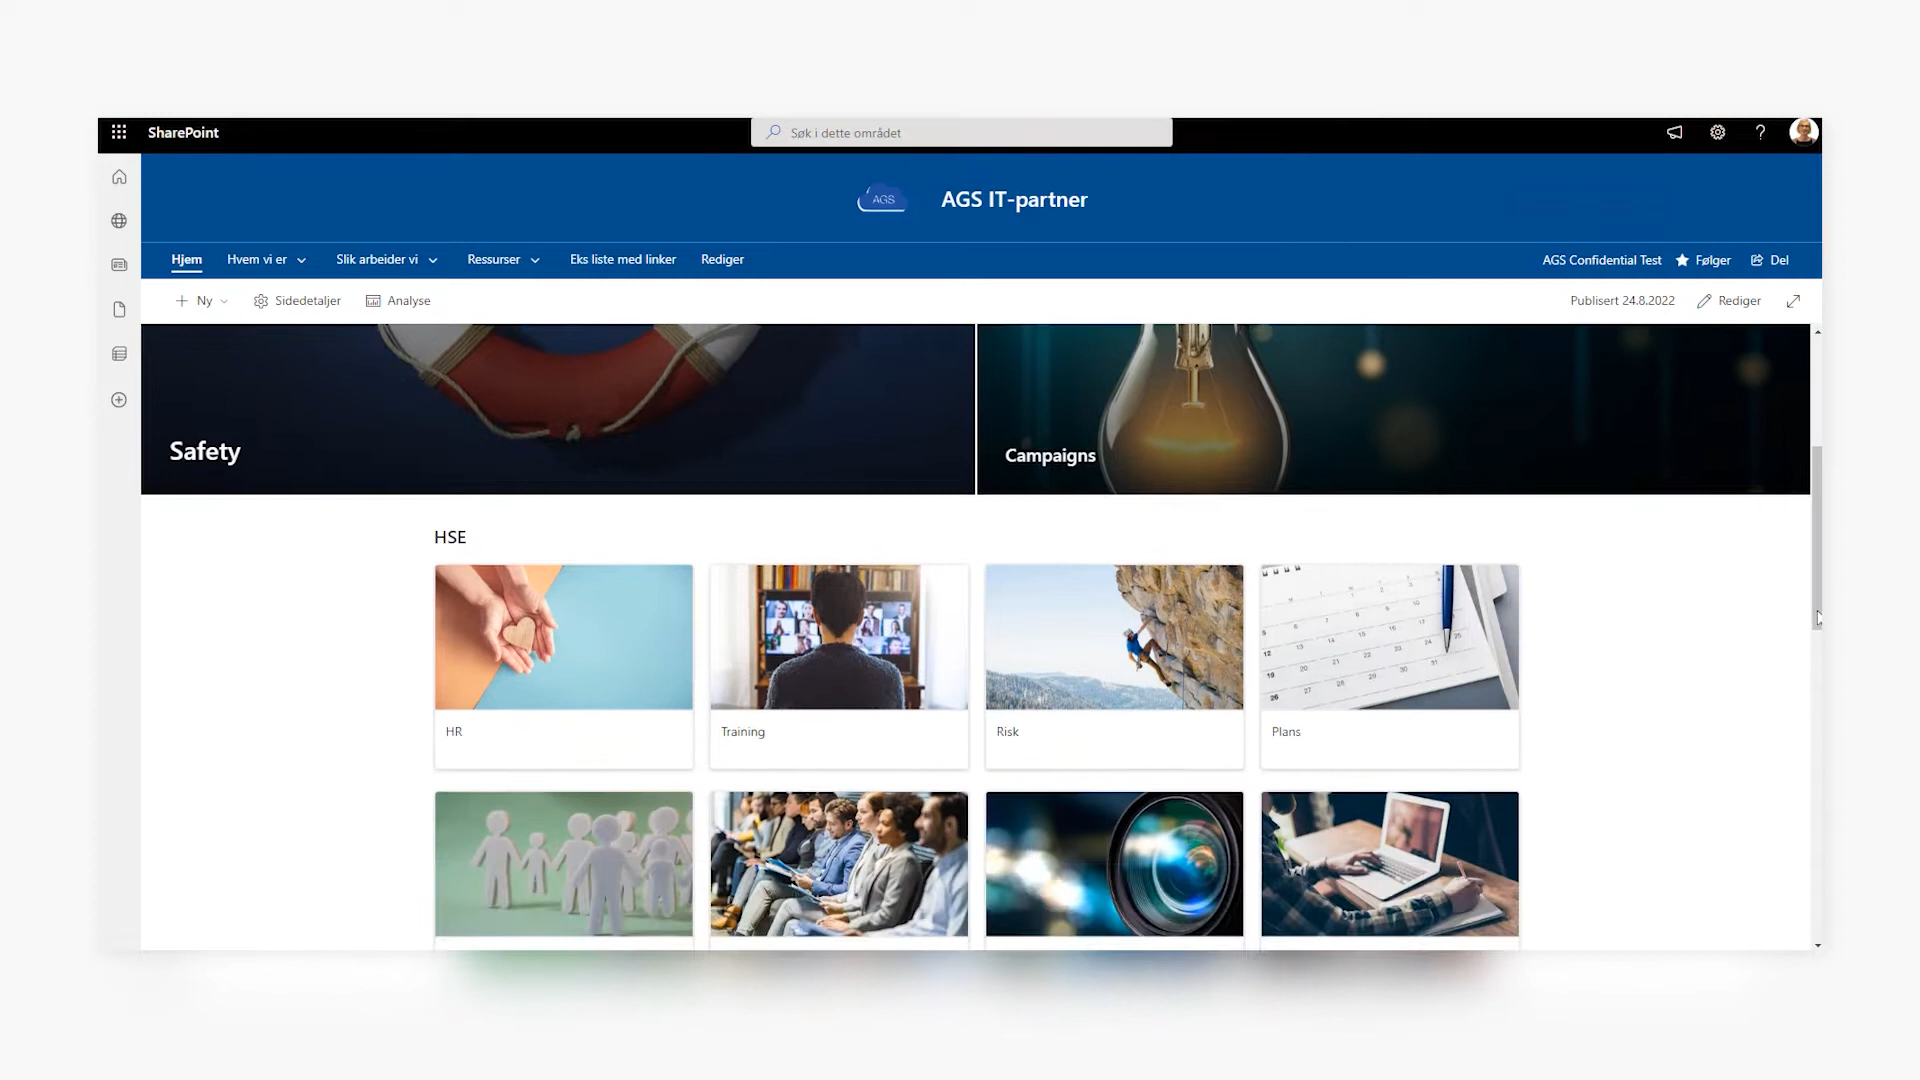 SharePoint
Søk i dette området
?
AGS
AGS IT-partner
Hjem
Hvem vi er
Slik arbeider vi
Ressurser
Eks liste med linker
Rediger
AGS Confidential Test
Følger
Del
Ny
Sidedetaljer
Analyse
Publisert 24.8.2022
Rediger
Safety
Campaigns
HSE
HR
Training
Risk
Plans